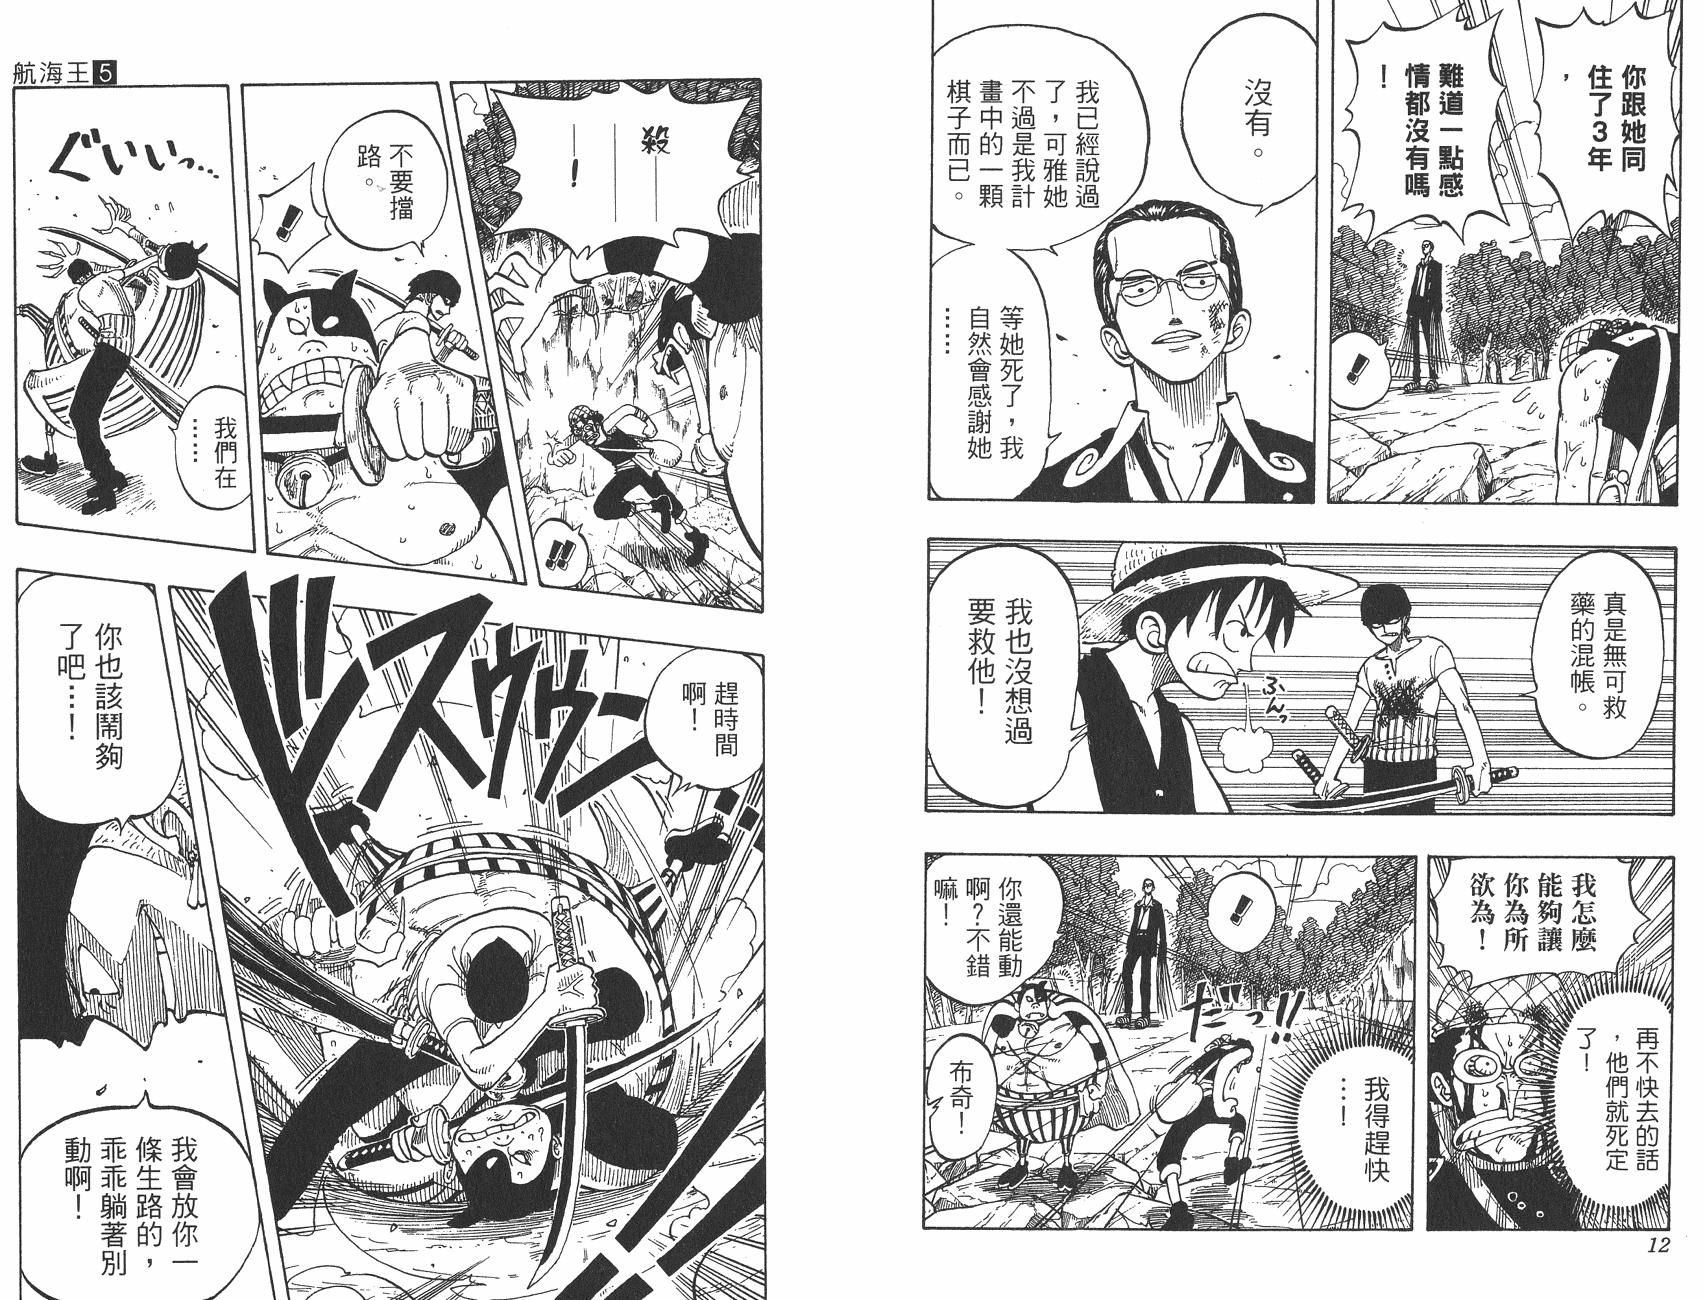 你跟她同
住了3年
，
難道一點感
情都沒有嗎
！
！
沒有。
我已經說過
了，可雅她
不過是我計
畫中的一顆
棋子而已。
等她死了，我
自然會感謝她
……
真是無可救
藥的混帳。
ふんっ
我也沒想過
要救他！
我怎麼
能夠讓
你為所
欲為！
再不快去的話
，他們就死定
了！
我得趕快
…！
！
だっ!!
你還能動
啊？不錯
嘛！
布奇！
12
航海王5
殺
——
——
！
!!
不要擋
路。
！
ぐいいっ…
我們在
……
趕時間
啊！
ドスゥゥン
!!
你也該鬧夠
了吧…！
我會放你一
條生路的，
乖乖躺著別
動啊！